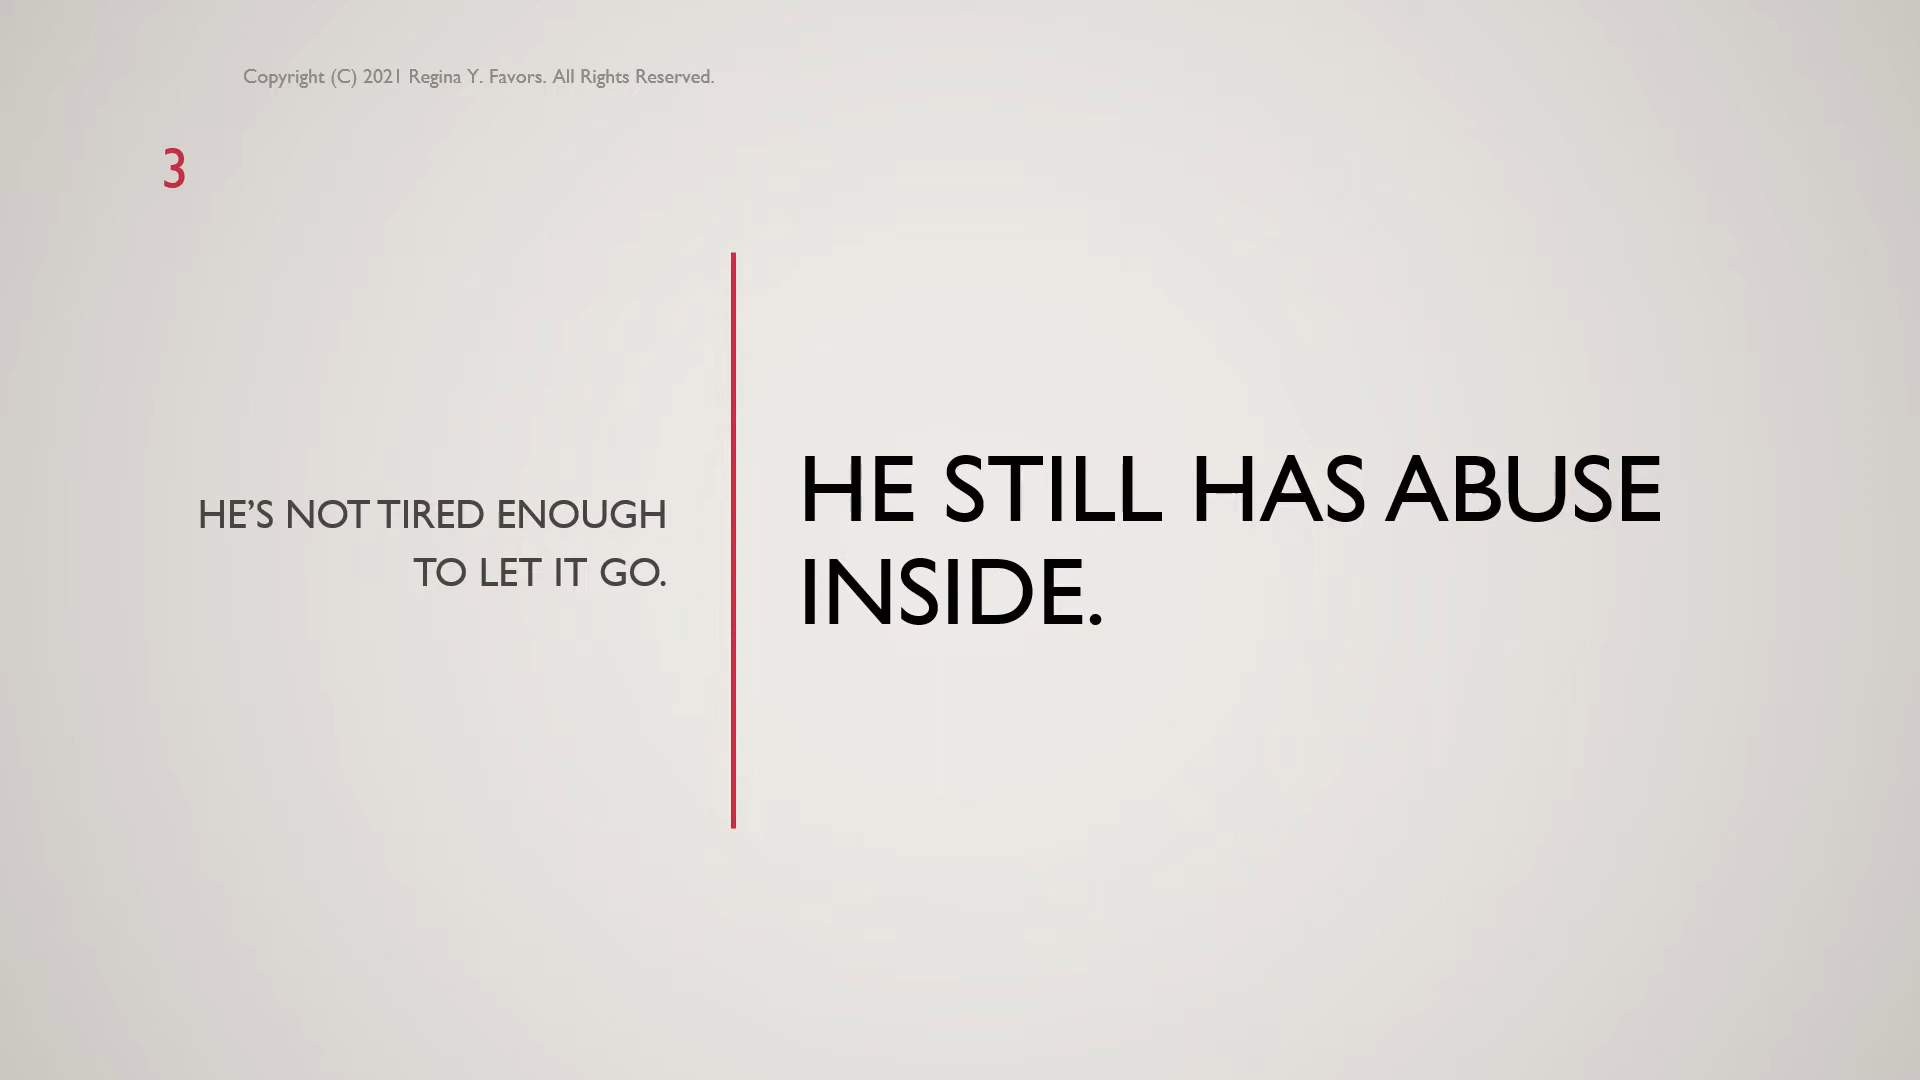 Copyright (C) 2021 Regina Y. Favors. All Rights Reserved.
3
HE’S NOT TIRED ENOUGH
TO LET IT GO.
HE STILL HAS ABUSE
INSIDE.